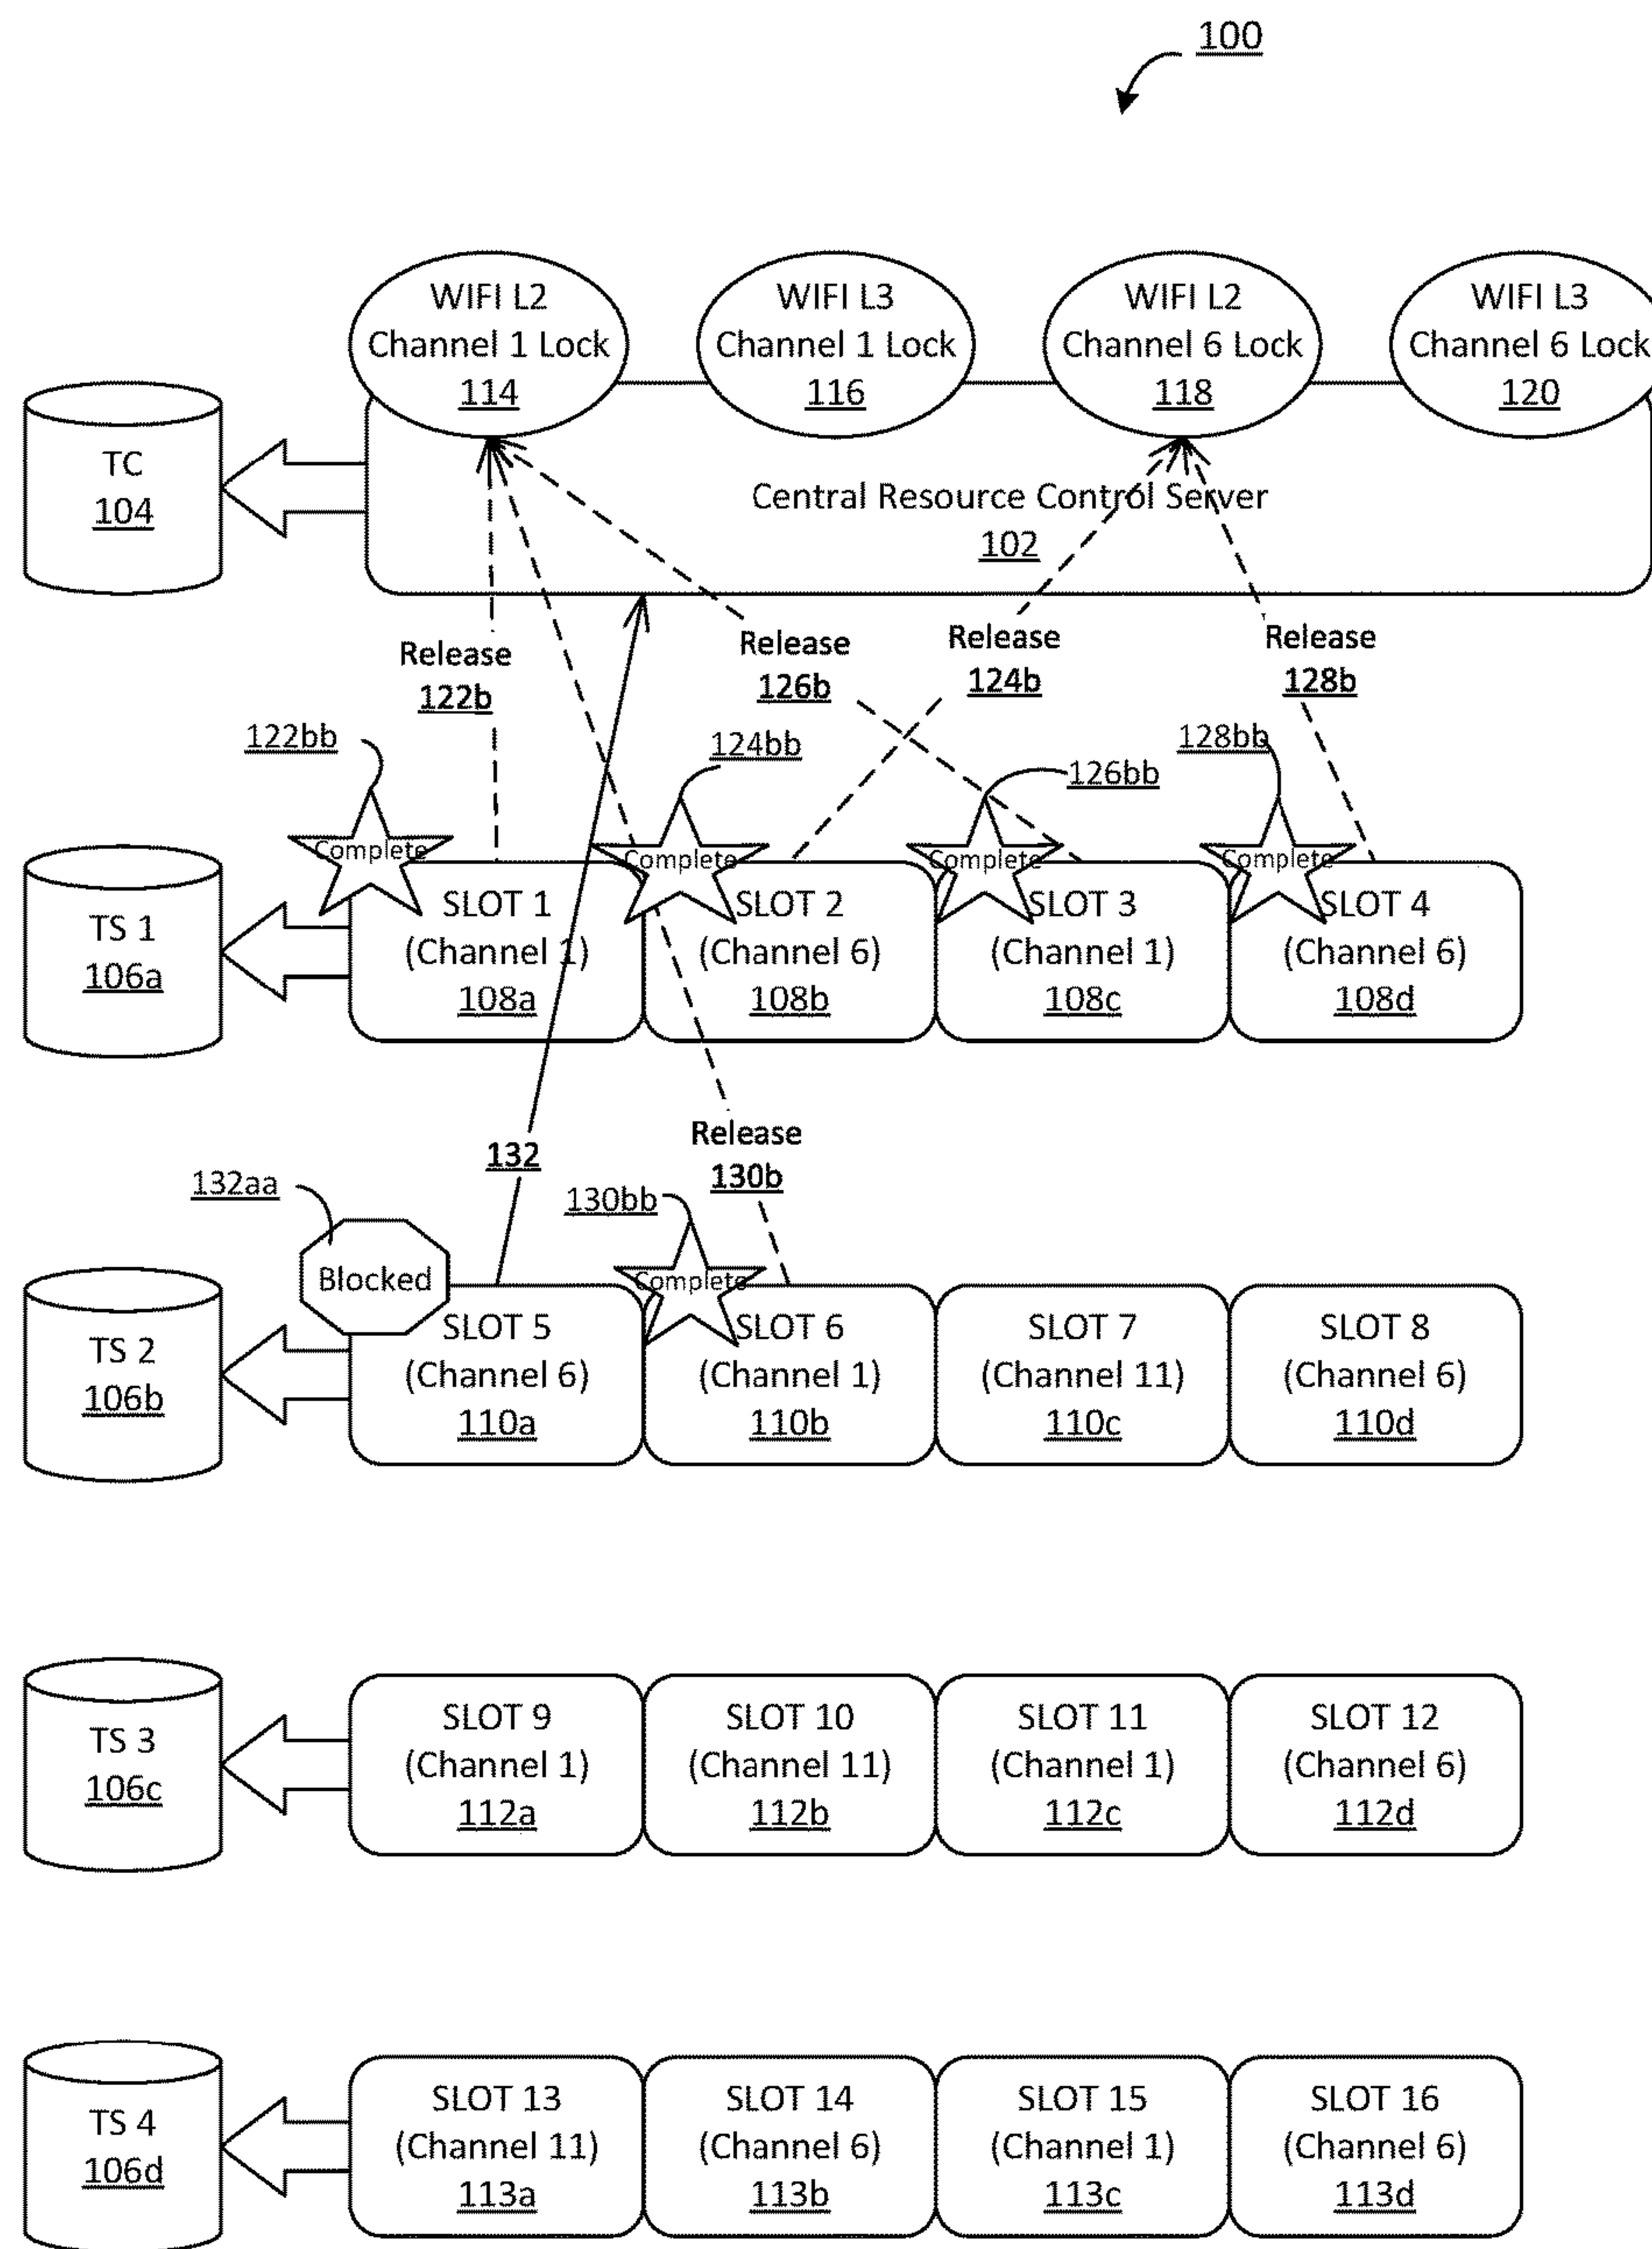 100
WIFI L2
Channel 1 Lock
114
WIFI L3
Channel 1 Lock
116
WIFI L2
Channel 6 Lock
118
WIFI L3
Channel 6 Lock
120
TC
104
Central Resource Control Server
102
Release
122b
Release
126b
Release
124b
Release
128b
122bb
124bb
126bb
128bb
Complete
Complete
Complete
Complete
TS 1
106a
SLOT 1
(Channel 1)
108a
SLOT 2
(Channel 6)
108b
SLOT 3
(Channel 1)
108c
SLOT 4
(Channel 6)
108d
132
Release
130b
132aa
130bb
Blocked
Complete
TS 2
106b
SLOT 5
(Channel 6)
110a
SLOT 6
(Channel 1)
110b
SLOT 7
(Channel 11)
110c
SLOT 8
(Channel 6)
110d
TS 3
106c
SLOT 9
(Channel 1)
112a
SLOT 10
(Channel 11)
112b
SLOT 11
(Channel 1)
112c
SLOT 12
(Channel 6)
112d
TS 4
106d
SLOT 13
(Channel 11)
113a
SLOT 14
(Channel 6)
113b
SLOT 15
(Channel 1)
113c
SLOT 16
(Channel 6)
113d